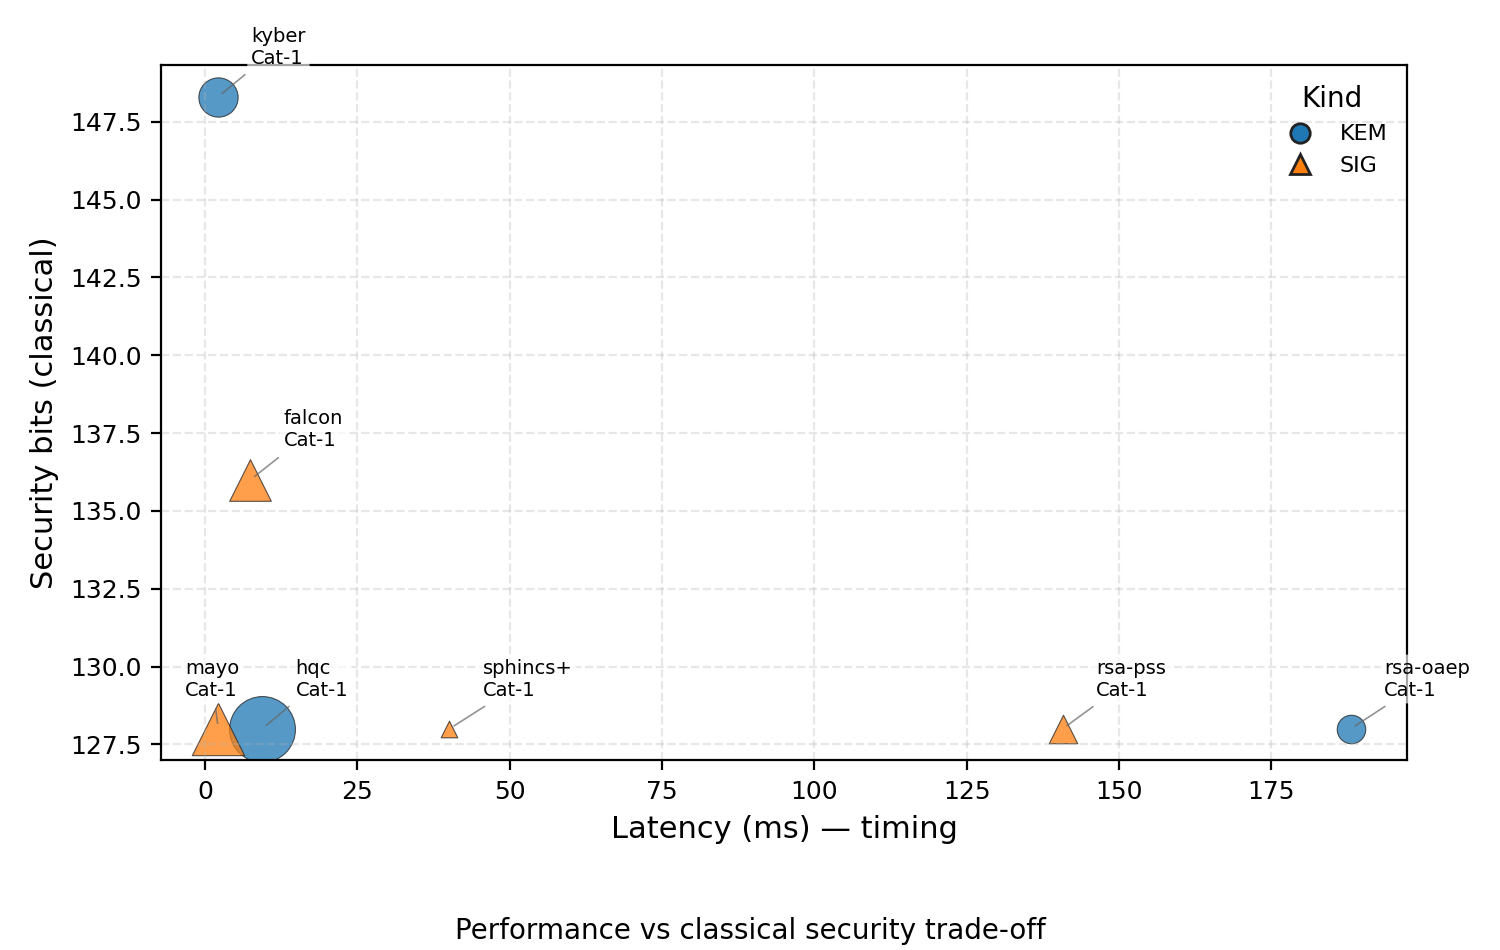 kyber
Cat-1
Kind
KEM
SIG
147.5
145.0
142.5
140.0
137.5
135.0
132.5
130.0
127.5
Security bits (classical)
falcon
Cat-1
mayo
Cat-1
hqc
Cat-1
sphincs+
Cat-1
rsa-pss
Cat-1
rsa-oaep
Cat-1
0
25
50
75
100
125
150
175
Latency (ms) — timing
Performance vs classical security trade-off